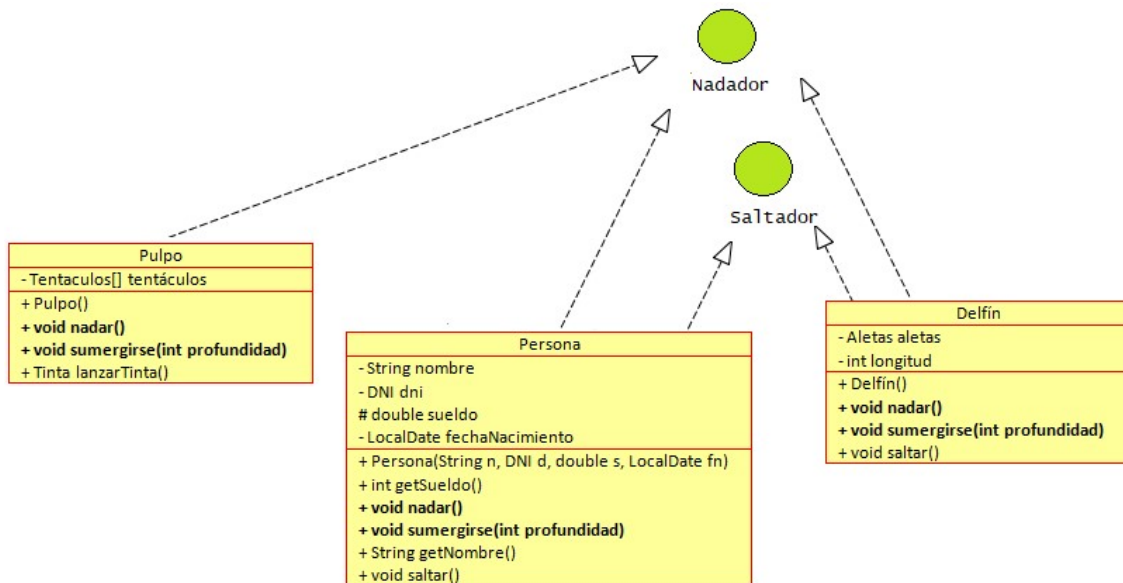 Nadador
Saltador
Pulpo
- Tentaculos[] tentáculos
+ Pulpo()
+ void nadar()
+ void sumergirse(int profundidad)
+ Tinta lanzarTinta()
Persona
- String nombre
- DNI dni
# double sueldo
- LocalDate fechaNacimiento
+ Persona(String n, DNI d, double s, LocalDate fn)
+ int getSueldo()
+ void nadar()
+ void sumergirse(int profundidad)
+ String getNombre()
+ void saltar()
Delfín
- Aletas aletas
- int longitud
+ Delfín()
+ void nadar()
+ void sumergirse(int profundidad)
+ void saltar()